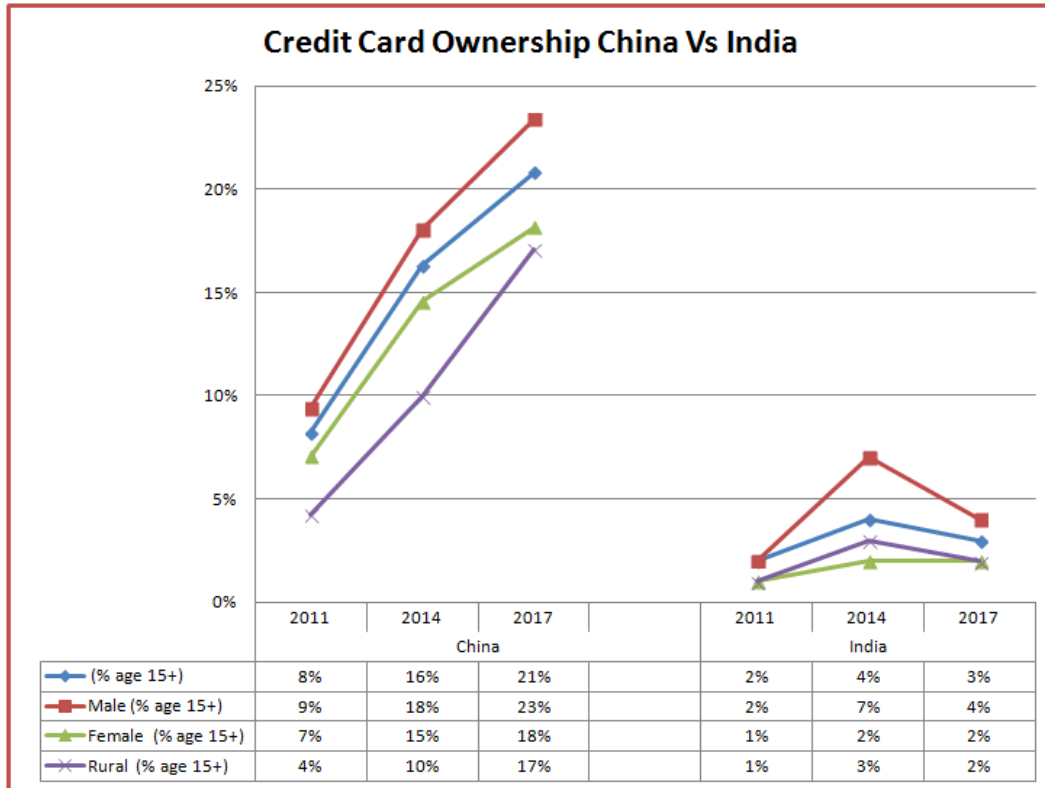 Credit Card Ownership China Vs India
25%
20%
15%
10%
5%
0%
2011 2014 2017 2011 2014 2017
China India
(% age 15+) 8% 16% 21% 2% 4% 3%
Male (% age 15+) 9% 18% 23% 2% 7% 4%
Female (% age 15+) 7% 15% 18% 1% 2% 2%
Rural (% age 15+) 4% 10% 17% 1% 3% 2%